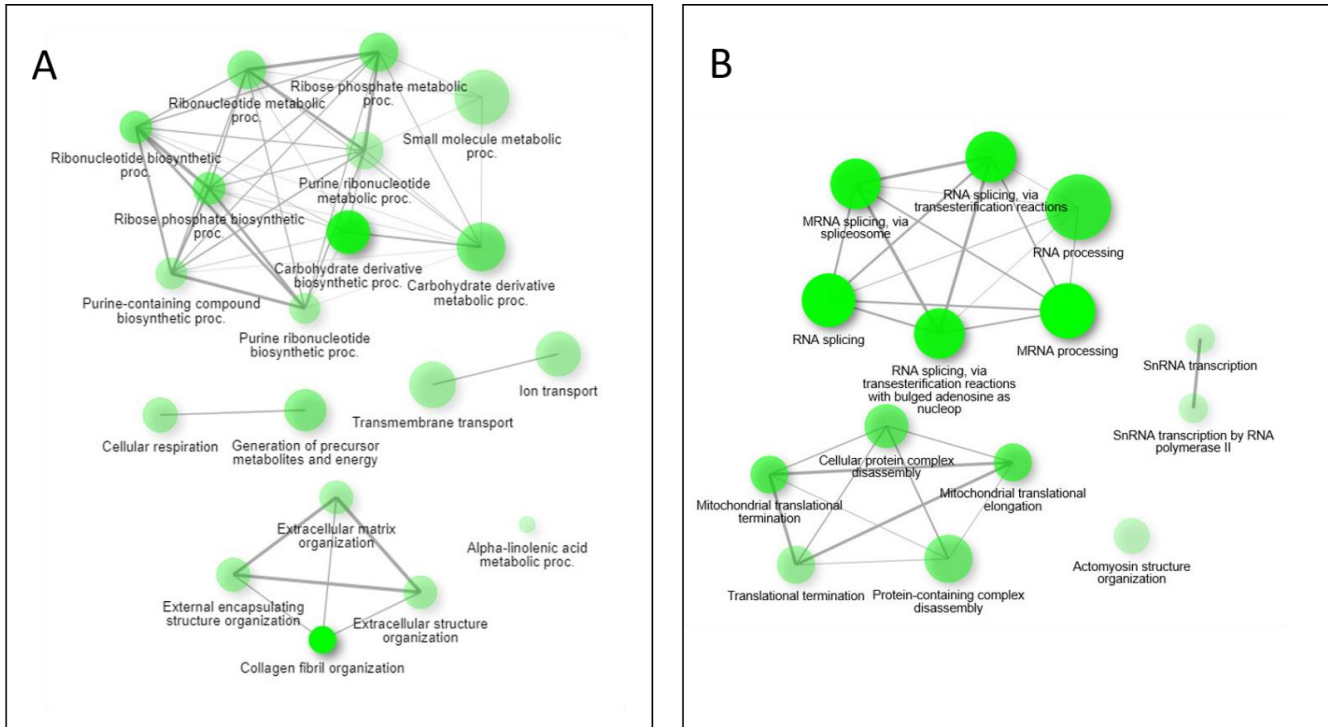 A
Ribose phosphate metabolic
proc.
Ribonucleotide metabolic
proc.
Small molecule metabolic
proc.
Ribonucleotide biosynthetic
proc.
Purine ribonucleotide
metabolic proc.
Ribose phosphate biosynthetic
proc.
Carbohydrate derivative
biosynthetic proc.
Carbohydrate derivative
metabolic proc.
Purine-containing compound
biosynthetic proc.
Purine ribonucleotide
biosynthetic proc.
Ion transport
Transmembrane transport
Cellular respiration
Generation of precursor
metabolites and energy
Extracellular matrix
organization
Alpha-linolenic acid
metabolic proc.
External encapsulating
structure organization
Extracellular structure
organization
Collagen fibril organization
B
RNA splicing, via
transesterification reactions
MRNA splicing, via
spliceosome
RNA processing
RNA splicing
MRNA processing
RNA splicing, via
transesterification reactions
with bulged adenosine as
nucleop
SnRNA transcription
SnRNA transcription by RNA
polymerase II
Cellular protein complex
disassembly
Mitochondrial translational
elongation
Mitochondrial translational
termination
Translational termination
Protein-containing complex
disassembly
Actomyosin structure
organization